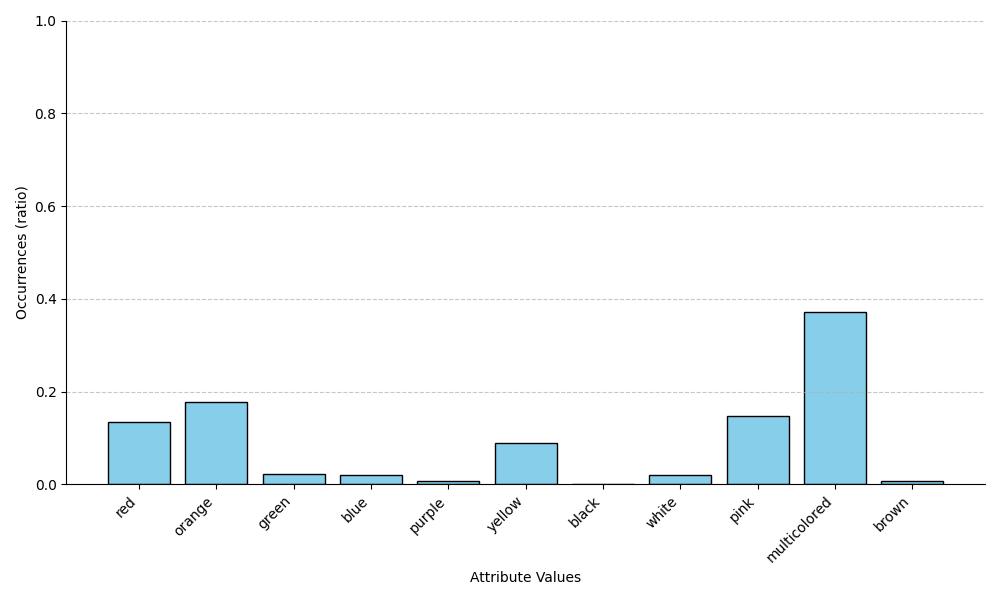 1.0
0.8
0.6
0.4
0.2
0.0
Occurrences (ratio)
red
orange
green
blue
purple
yellow
black
white
pink
multicolored
brown
Attribute Values